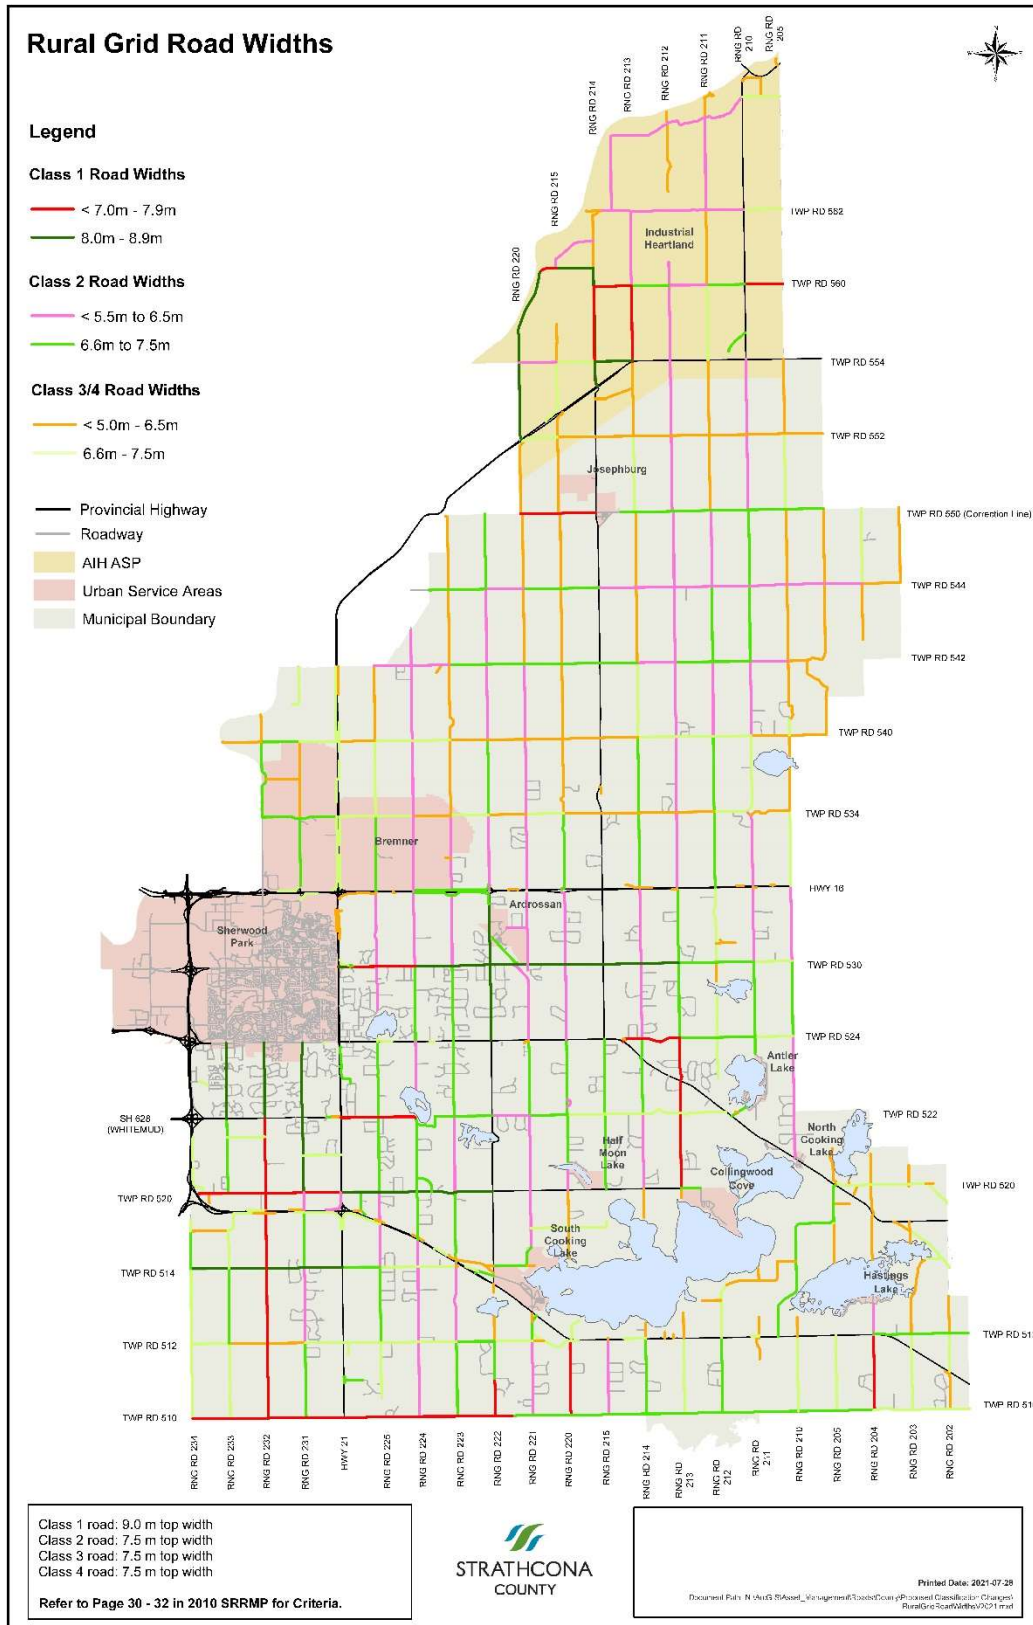 Rural Grid Road Widths
RNG RD 214
RNG RD 213
RNG RD 212
RNG RD 211
RNG RD 210
RNG RD 205
Legend
Class 1 Road Widths
< 7.0m - 7.9m
8.0m - 8.9m
Class 2 Road Widths
< 5.5m to 6.5m
6.6m to 7.5m
Class 3/4 Road Widths
< 5.0m - 6.5m
6.6m - 7.5m
Provincial Highway
Roadway
AIH ASP
Urban Service Areas
Municipal Boundary
RNG RD 220
RNG RD 215
TWP RD 562
Industrial
Heartland
TWP RD 560
TWP RD 554
TWP RD 552
Josephburg
TWP RD 550 (Correction Line)
TWP RD 544
TWP RD 542
TWP RD 540
TWP RD 534
Bremner
HWY 16
Ardrossan
Sherwood
Park
TWP RD 530
TWP RD 524
Antler
Lake
SH 628
(WHITEMUD)
TWP RD 522
North
Cooking
Lake
Half
Moon
Lake
Collingwood
Cove
TWP RD 520
TWP RD 520
South
Cooking
Lake
TWP RD 514
Hastings
Lake
TWP RD 512
TWP RD 51
TWP RD 510
TWP RD 51
RNG RD 234
RNG RD 233
RNG RD 232
RNG RD 231
HWY 21
RNG RD 225
RNG RD 224
RNG RD 223
RNG RD 222
RNG RD 221
RNG RD 220
RNG RD 215
RNG RD 214
RNG RD 213
RNG RD 212
RNG RD 211
RNG RD 210
RNG RD 205
RNG RD 204
RNG RD 203
RNG RD 202
Class 1 road: 9.0 m top width
Class 2 road: 7.5 m top width
Class 3 road: 7.5 m top width
Class 4 road: 7.5 m top width
Refer to Page 30 - 32 in 2010 SRRMP for Criteria.
STRATHCONA
COUNTY
Printed Date: 2021-07-28
Document Path: